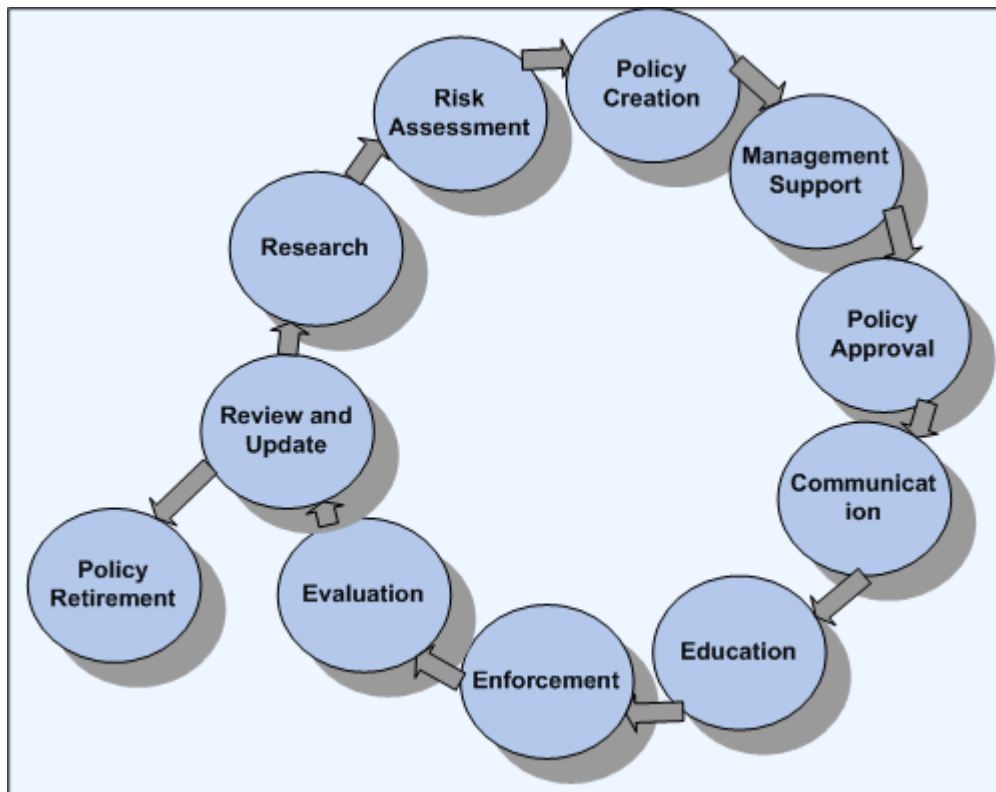 Risk
Assessment
Policy
Creation
Management
Support
Policy
Approval
Communicat
ion
Education
Enforcement
Evaluation
Review and
Update
Research
Policy
Retirement